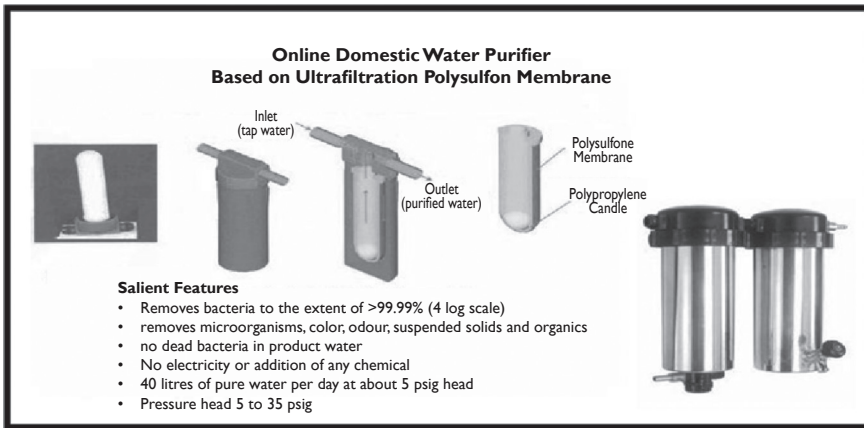 Online Domestic Water Purifier
Based on Ultrafiltration Polysulfon Membrane
Inlet
(tap water)
Outlet
(purified water)
Polysulfone
Membrane
Polypropylene
Candle
Salient Features
• Removes bacteria to the extent of >99.99% (4 log scale)
• removes microorganisms, color, odour, suspended solids and organics
• no dead bacteria in product water
• No electricity or addition of any chemical
• 40 litres of pure water per day at about 5 psig head
• Pressure head 5 to 35 psig